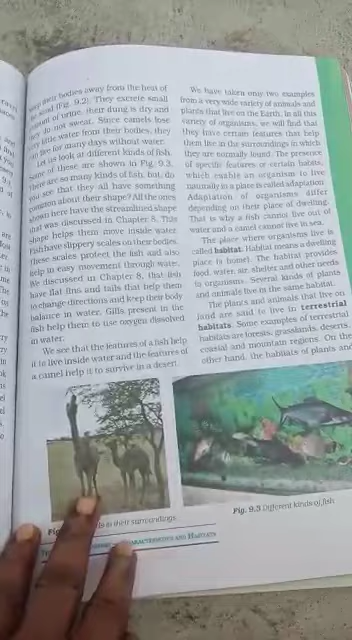 their bodies away from the heat of
(Fig. 9.2). They excrete small
of urine, their dung is dry and
do not sweat. Since camels lose
little water from their bodies, they
can live for many days without water.
Let us look at different kinds of fish.
of these are shown in Fig. 9.3.
There are so many kinds of fish, but, do
you see that they all have something
common about their shape? All the ones
shown here have the streamlined shape
that was discussed in Chapter 8. This
shape helps them move inside water.
Fish have slippery scales on their bodies.
These scales protect the fish and also
help in easy movement through water.
We discussed in Chapter 8, that fish
have flat fins and tails that help them
to change directions and keep their body
balance in water. Gills present in the
fish help them to use oxygen dissolved
in water.
We see that the features of a fish help
it to live inside water and the features of
a camel help it to survive in a desert.
in their surroundings
CHARACTERISTICS AND HABITATS
We have taken only two examples
from a very wide variety of animals and
plants that live on the Earth. In all this
variety of organisms, we will find that
they have certain features that help
them live in the surroundings in which
they are normally found. The presence
of specific features or certain habits,
which enable an organism to live
naturally in a place is called adaptation.
Adaptation of organisms differ
depending on their place of dwelling.
That is why a fish cannot live out of
water and a camel cannot live in sea.
The place where organisms live is
called habitat. Habitat means a dwelling
place (a home). The habitat provides
food, water, air, shelter and other needs
to organisms. Several kinds of plants
and animals live in the same habitat.
The plants and animals that live on
land are said to live in terrestrial
habitats. Some examples of terrestrial
habitats are forests, grasslands, deserts,
coastal and mountain regions. On the
other hand, the habitats of plants and
Fig. 9.3 Different kinds of fish